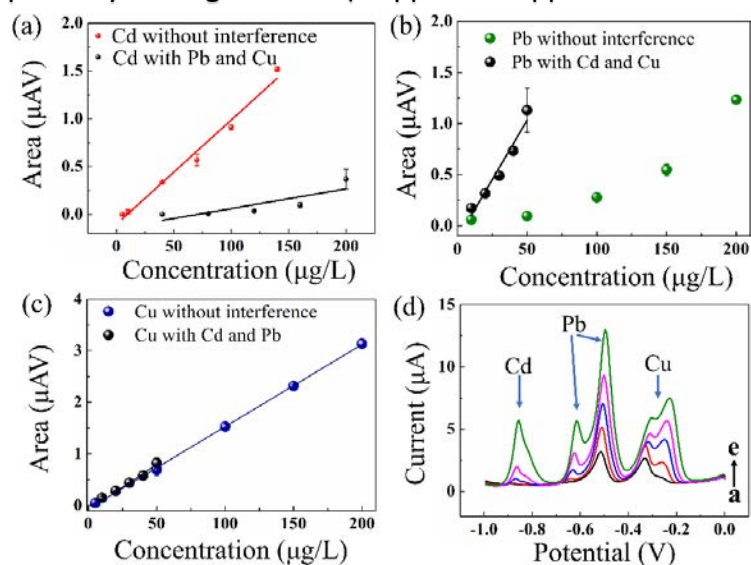 (a)
Cd without interference
Cd with Pb and Cu
Area (µAV)
2.0
1.5
1.0
0.5
0.0
0 50 100 150 200
Concentration (µg/L)
(b)
Pb without interference
Pb with Cd and Cu
Area (µAV)
2.0
1.5
1.0
0.5
0.0
0 50 100 150 200
Concentration (µg/L)
(c)
Cu without interference
Cu with Cd and Pb
Area (µAV)
4
3
2
1
0
0 50 100 150 200
Concentration (µg/L)
(d)
Cd
Pb
Cu
e
a
Current (µA)
15
10
5
0
-1.0 -0.8 -0.6 -0.4 -0.2 0.0
Potential (V)